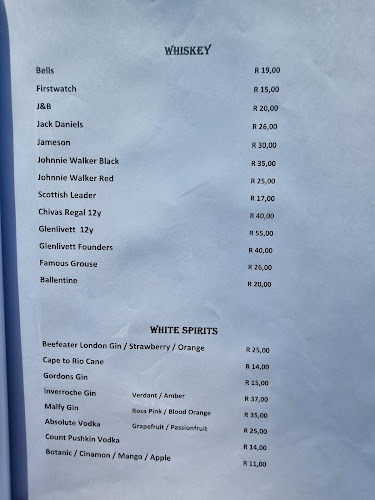 WHISKEY
Bells R 19,00
Firstwatch R 15,00
J&B R 20,00
Jack Daniels R 26,00
Jameson R 30,00
Johnnie Walker Black R 35,00
Johnnie Walker Red R 25,00
Scottish Leader R 17,00
Chivas Regal 12y R 40,00
Glenlivett 12y R 55,00
Glenlivett Founders R 40,00
Famous Grouse R 26,00
Ballentine R 20,00
WHITE SPIRITS
Beefeater London Gin / Strawberry / Orange R 25,00
Cape to Rio Cane R 14,00
Gordons Gin R 15,00
Inverroche Gin Verdant / Amber R 37,00
Malfy Gin Rosa Pink / Blood Orange R 35,00
Absolute Vodka Grapefruit / Passionfruit R 25,00
Count Pushkin Vodka R 14,00
Botanic / Cinamon / Mango / Apple R 11,00